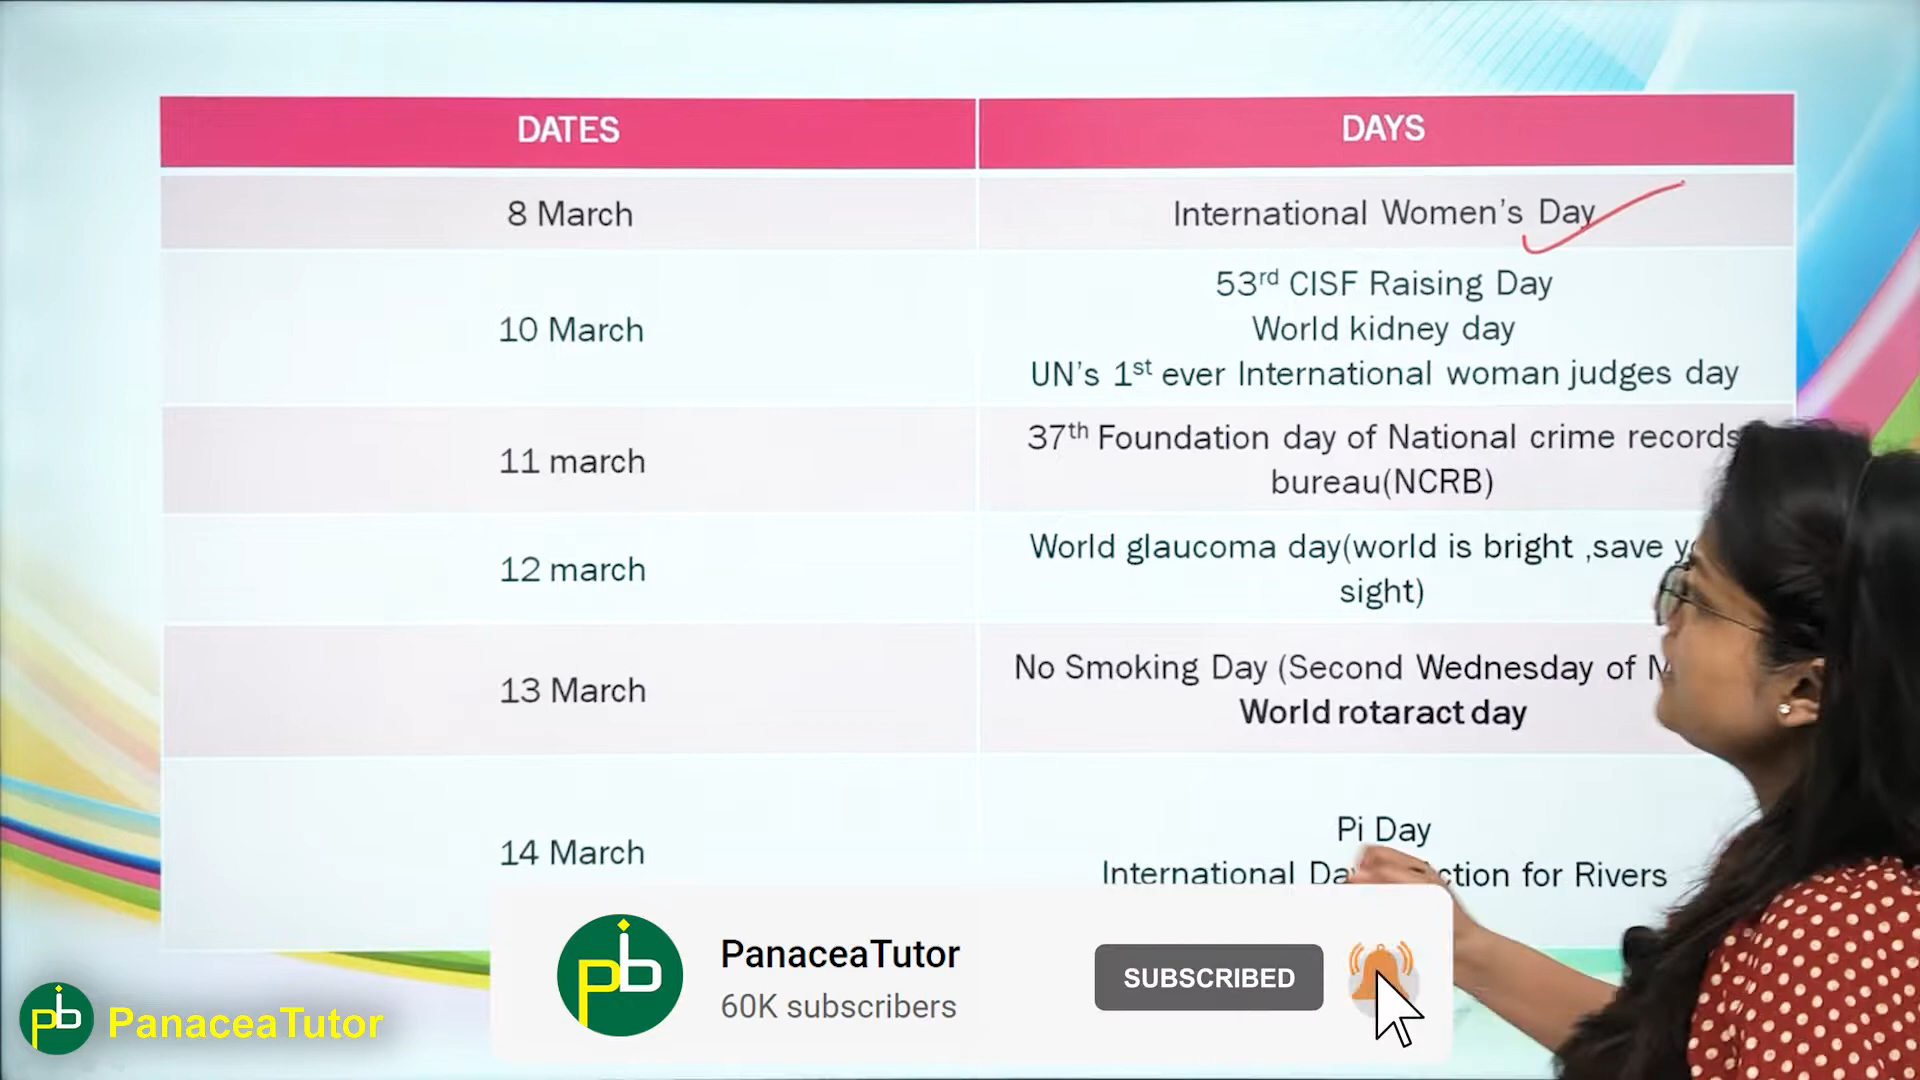 DATES
DAYS
8 March
International Women's Day
10 March
53rd CISF Raising Day
World kidney day
UN's 1st ever International woman judges day
11 march
37th Foundation day of National crime records
bureau(NCRB)
12 march
World glaucoma day(world is bright ,save
sight)
13 March
No Smoking Day (Second Wednesday of
World rotaract day
14 March
Pi Day
International for Rivers
pb
PanaceaTutor
60K subscribers
SUBSCRIBED
pb
PanaceaTutor